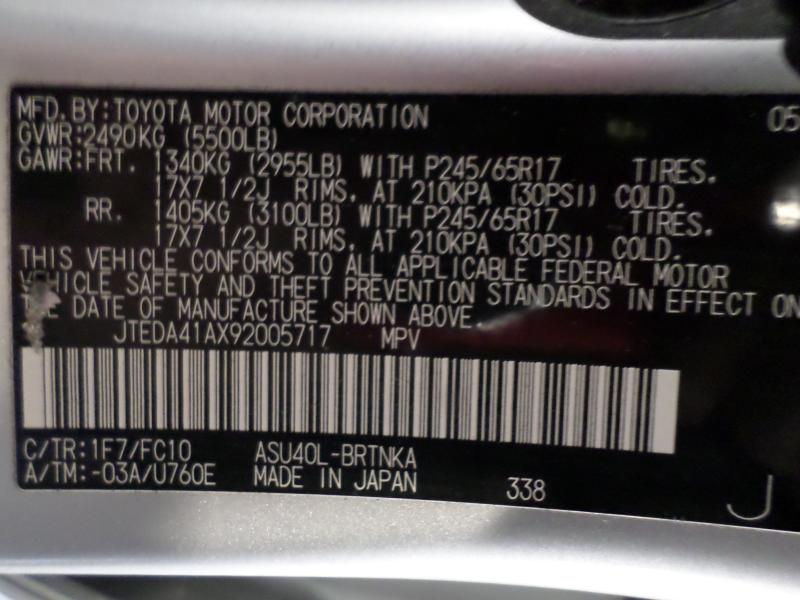 MFD.BY:TOYOTA MOTOR CORPORATION 05
GVWR:2490KG (5500LB)
GAWR:FRT. 1340KG (2955LB) WITH P245/65R17 TIRES.
17X7 1/2J RIMS, AT 210KPA (30PSI) COLD.
RR. 1405KG (3100LB) WITH P245/65R17 TIRES,
17X7 1/2J RIMS, AT 210KPA (30PSI) COLD.
THIS VEHICLE CONFORMS TO ALL APPLICABLE FEDERAL MOTOR
VEHICLE SAFETY AND THEFT PREVENTION STANDARDS IN EFFECT ON
THE DATE OF MANUFACTURE SHOWN ABOVE.
JTEDA41AX92005717 MPV
C/TR:1F7/FC10 ASU40L-BRTNKA
A/TM:-03A/U760E MADE IN JAPAN 338 J